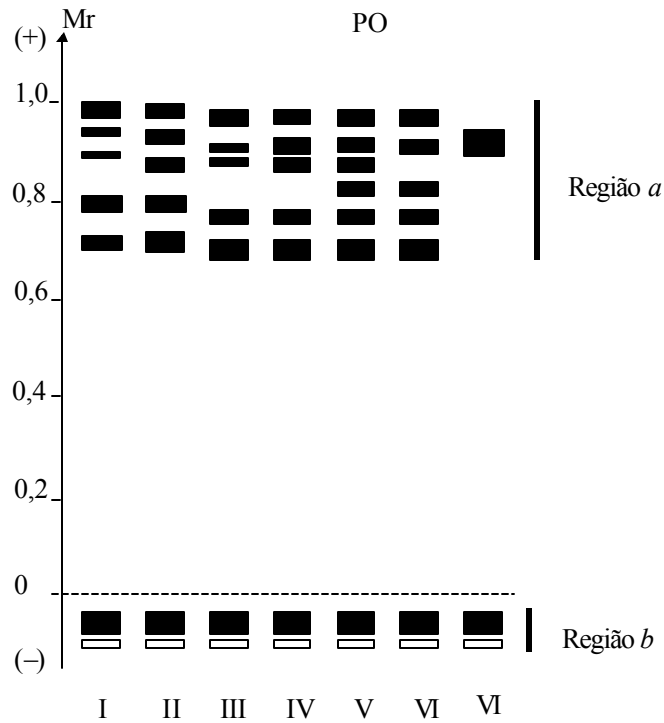 Mr
PO
(+)
1,0
0,8
0,6
0,4
0,2
0
(–)
Região a
Região b
I II III IV V VI VI